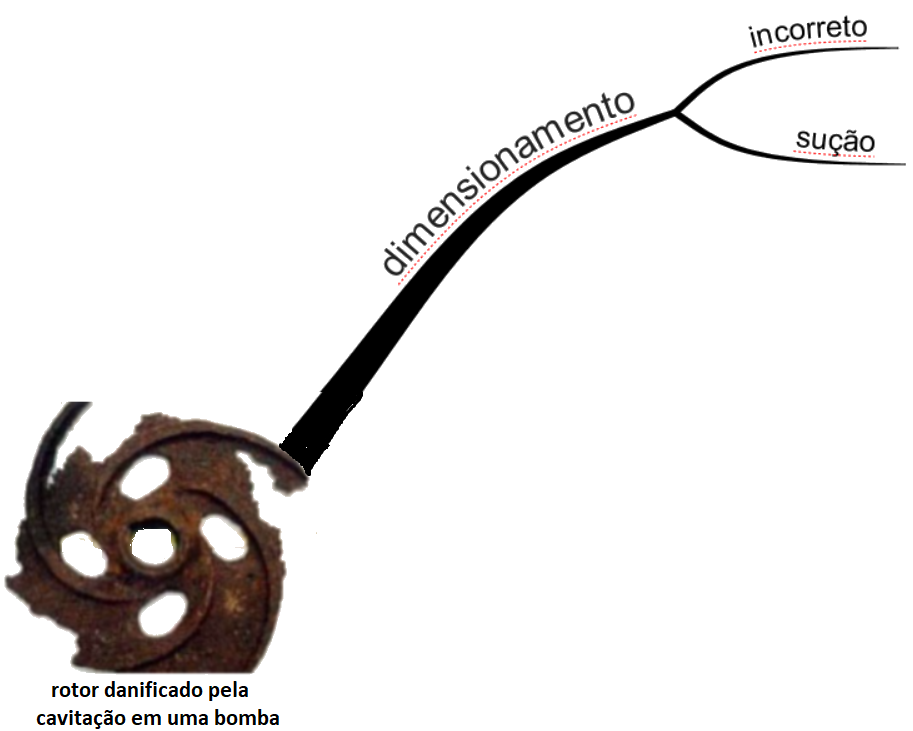 incorreto
dimensionamento
sução
rotor danificado pela
cavitação em uma bomba